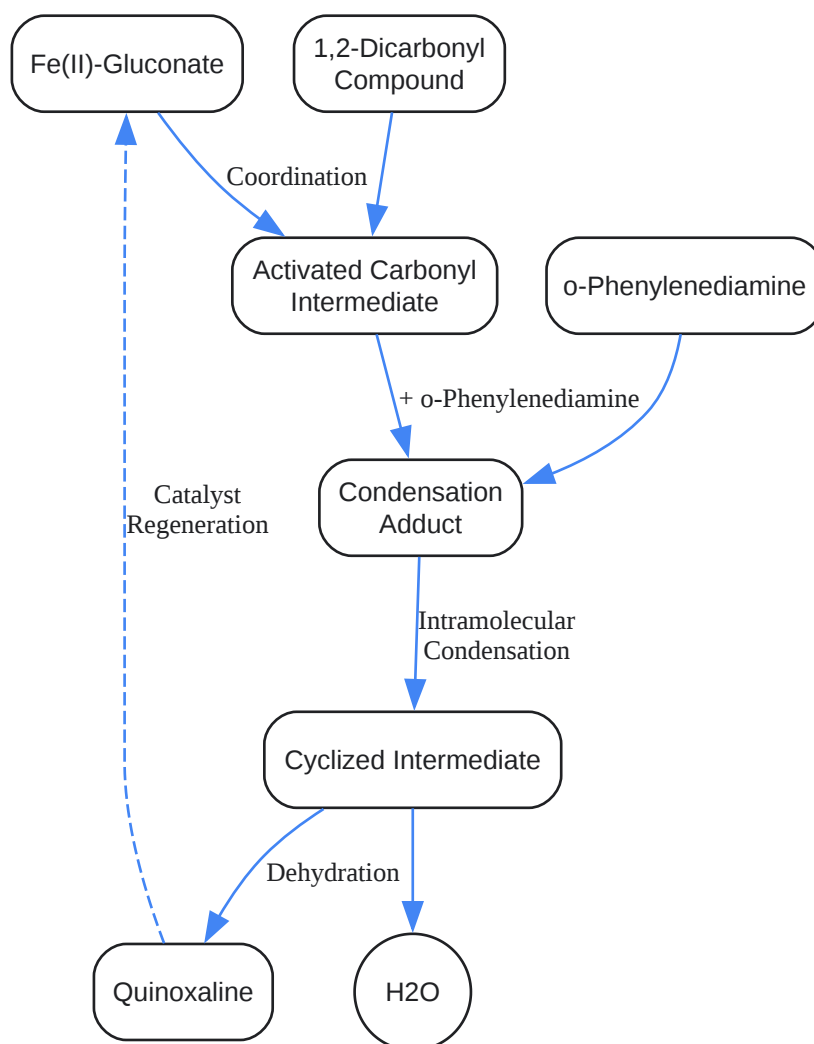 Fe(II)-Gluconate
1,2-Dicarbonyl
Compound
Coordination
Activated Carbonyl
Intermediate
o-Phenylenediamine
+ o-Phenylenediamine
Condensation
Adduct
Catalyst
Regeneration
Intramolecular
Condensation
Cyclized Intermediate
Dehydration
Quinoxaline
H2O